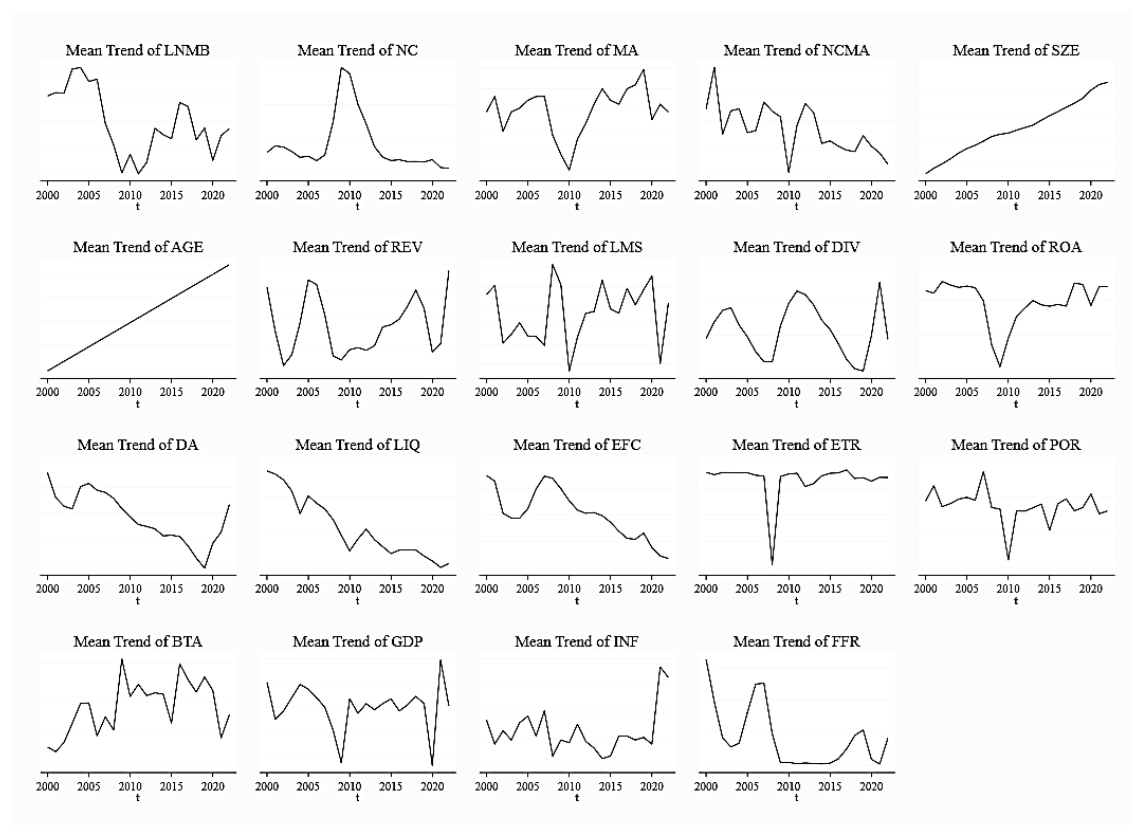 Mean Trend of LNMB
2000 2005 2010 2015 2020
t
Mean Trend of NC
2000 2005 2010 2015 2020
t
Mean Trend of MA
2000 2005 2010 2015 2020
t
Mean Trend of NCMA
2000 2005 2010 2015 2020
t
Mean Trend of SZE
2000 2005 2010 2015 2020
t
Mean Trend of AGE
2000 2005 2010 2015 2020
t
Mean Trend of REV
2000 2005 2010 2015 2020
t
Mean Trend of LMS
2000 2005 2010 2015 2020
t
Mean Trend of DIV
2000 2005 2010 2015 2020
t
Mean Trend of ROA
2000 2005 2010 2015 2020
t
Mean Trend of DA
2000 2005 2010 2015 2020
t
Mean Trend of LIQ
2000 2005 2010 2015 2020
t
Mean Trend of EFC
2000 2005 2010 2015 2020
t
Mean Trend of ETR
2000 2005 2010 2015 2020
t
Mean Trend of POR
2000 2005 2010 2015 2020
t
Mean Trend of BTA
2000 2005 2010 2015 2020
t
Mean Trend of GDP
2000 2005 2010 2015 2020
t
Mean Trend of INF
2000 2005 2010 2015 2020
t
Mean Trend of FFR
2000 2005 2010 2015 2020
t